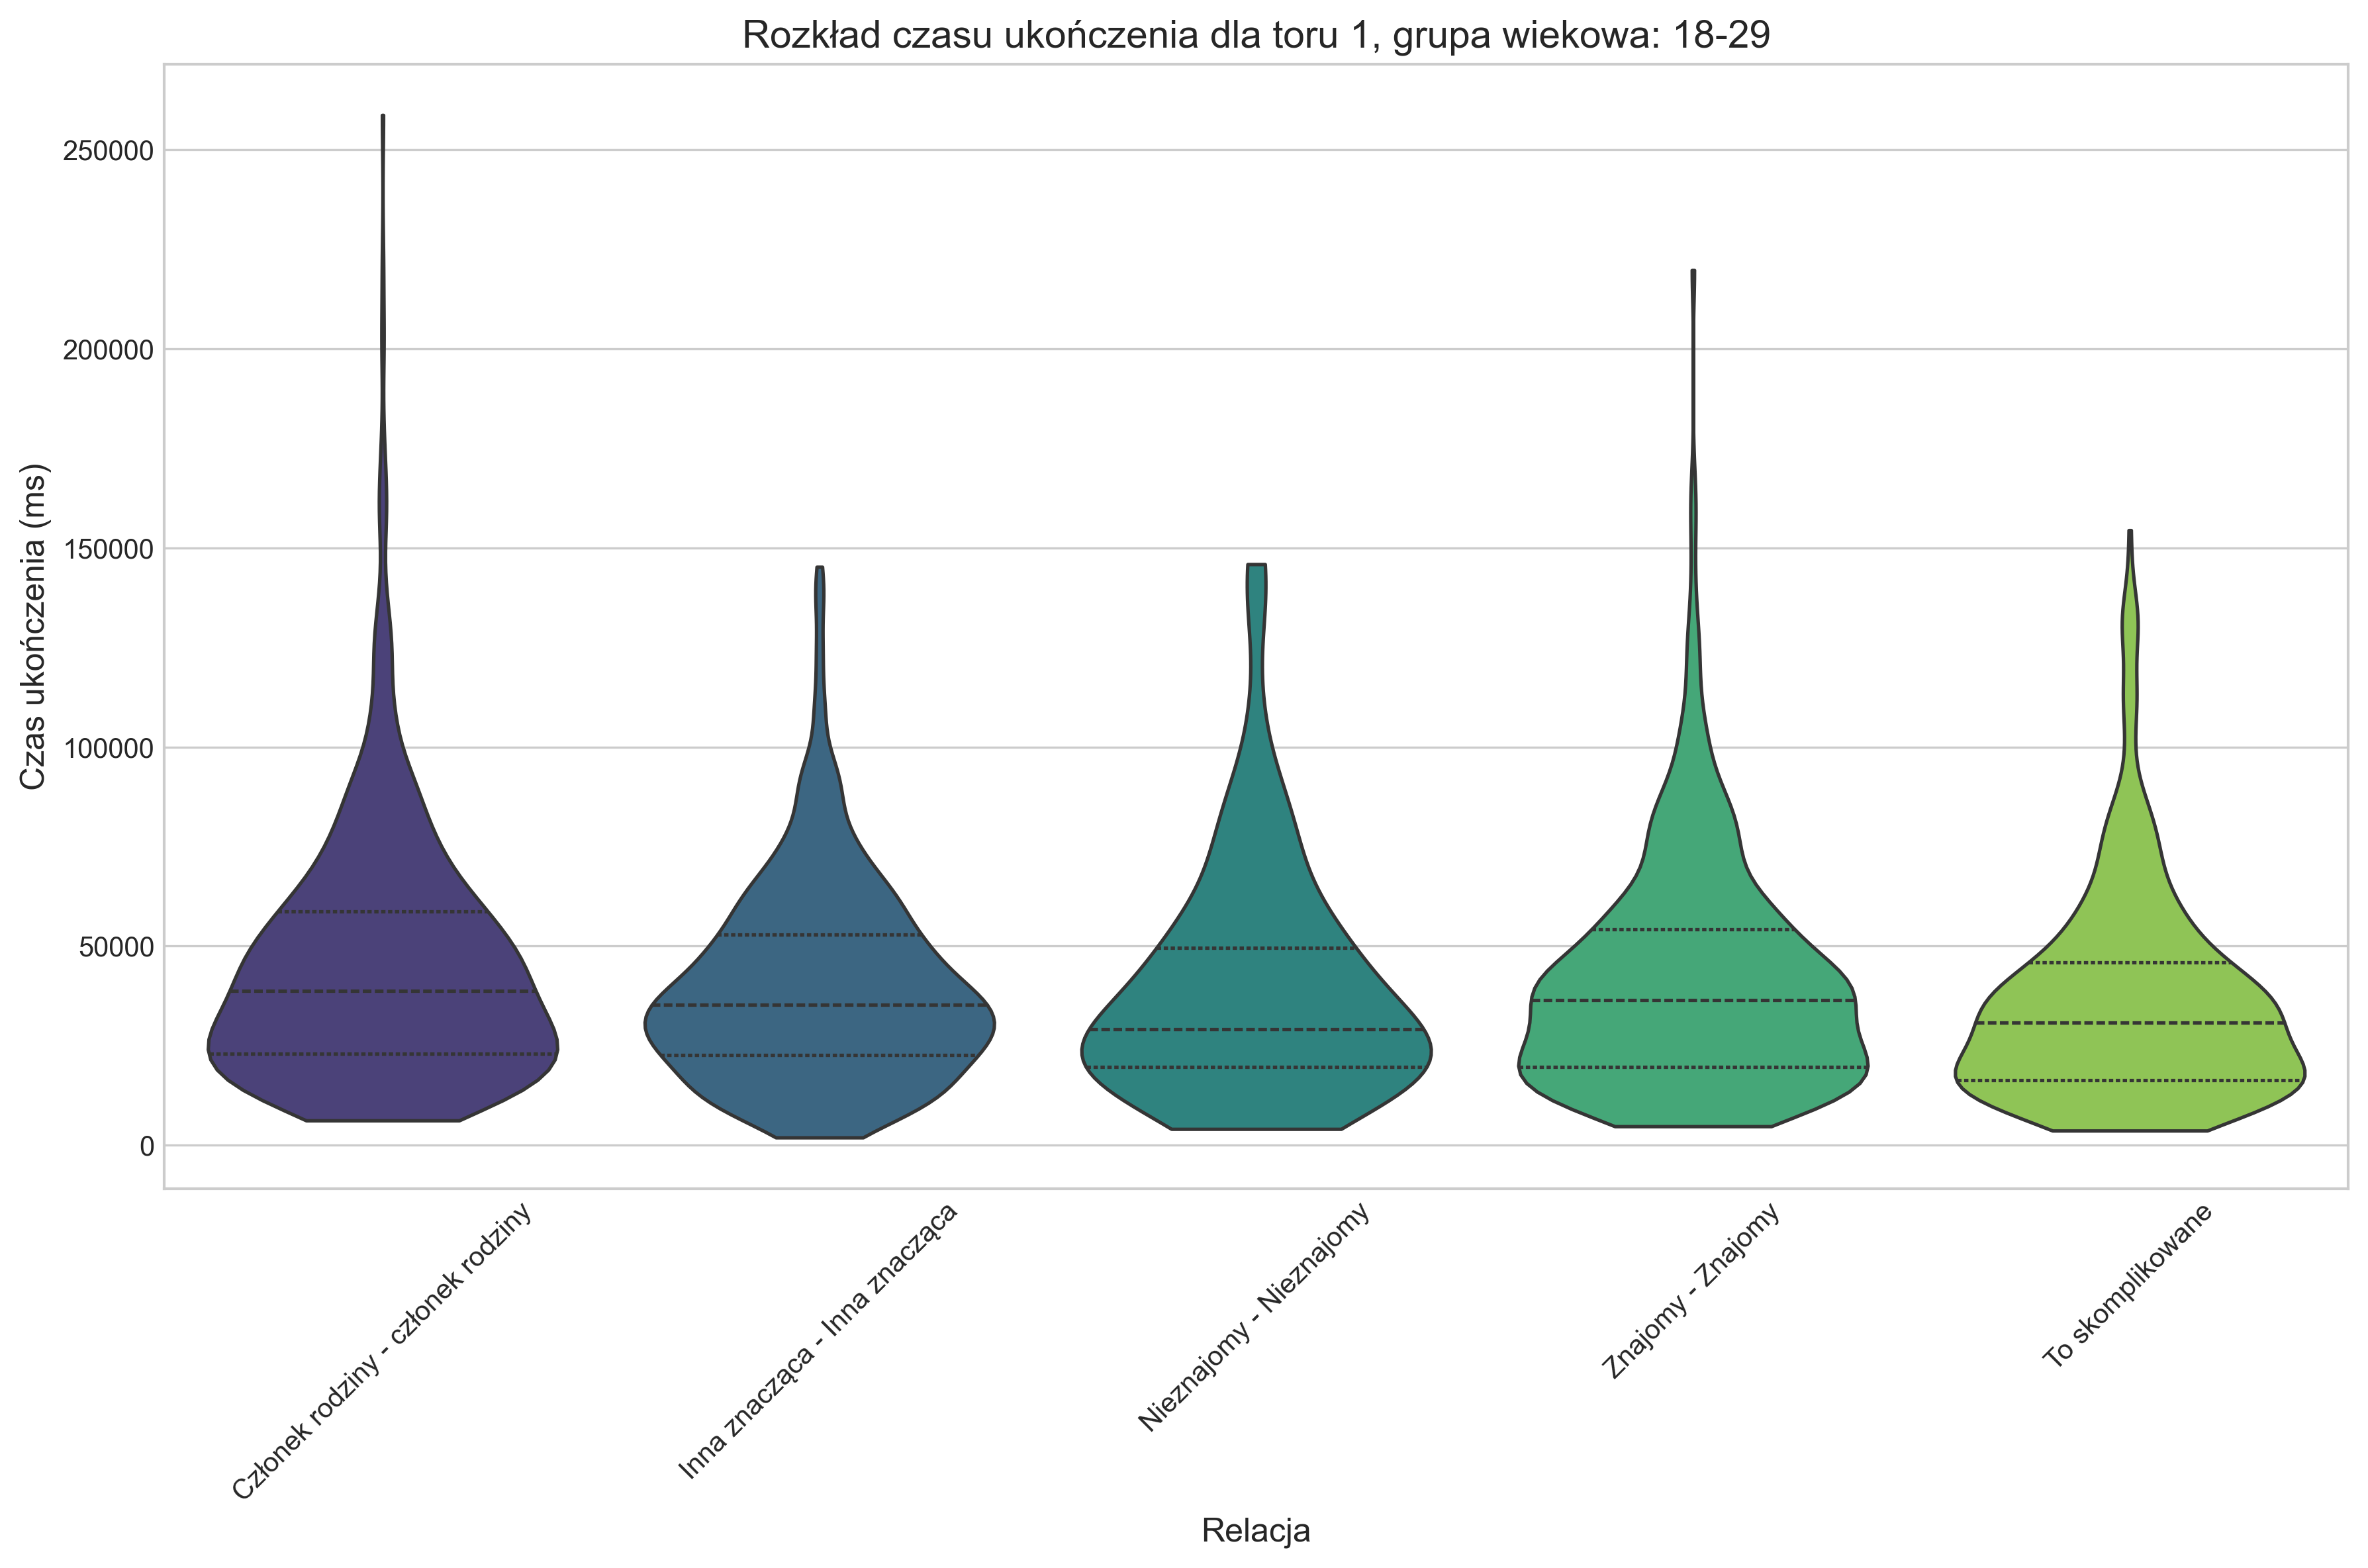 Rozkład czasu ukończenia dla toru 1, grupa wiekowa: 18-29
Czas ukończenia (ms)
250000
200000
150000
100000
50000
0
Członek rodziny - członek rodziny
Inna znacząca - Inna znacząca
Nieznajomy - Nieznajomy
Znajomy - Znajomy
To skomplikowane
Relacja